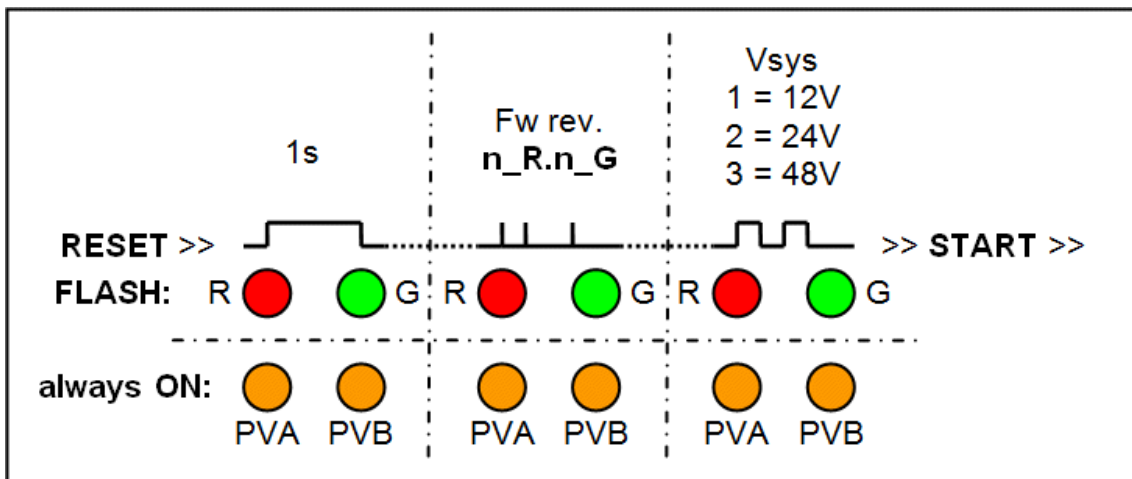 1s
Fw rev.
n_R.n_G
Vsys
1 = 12V
2 = 24V
3 = 48V
RESET >> >> START >>
FLASH: R G R G R G
always ON:
PVA PVB PVA PVB PVA PVB